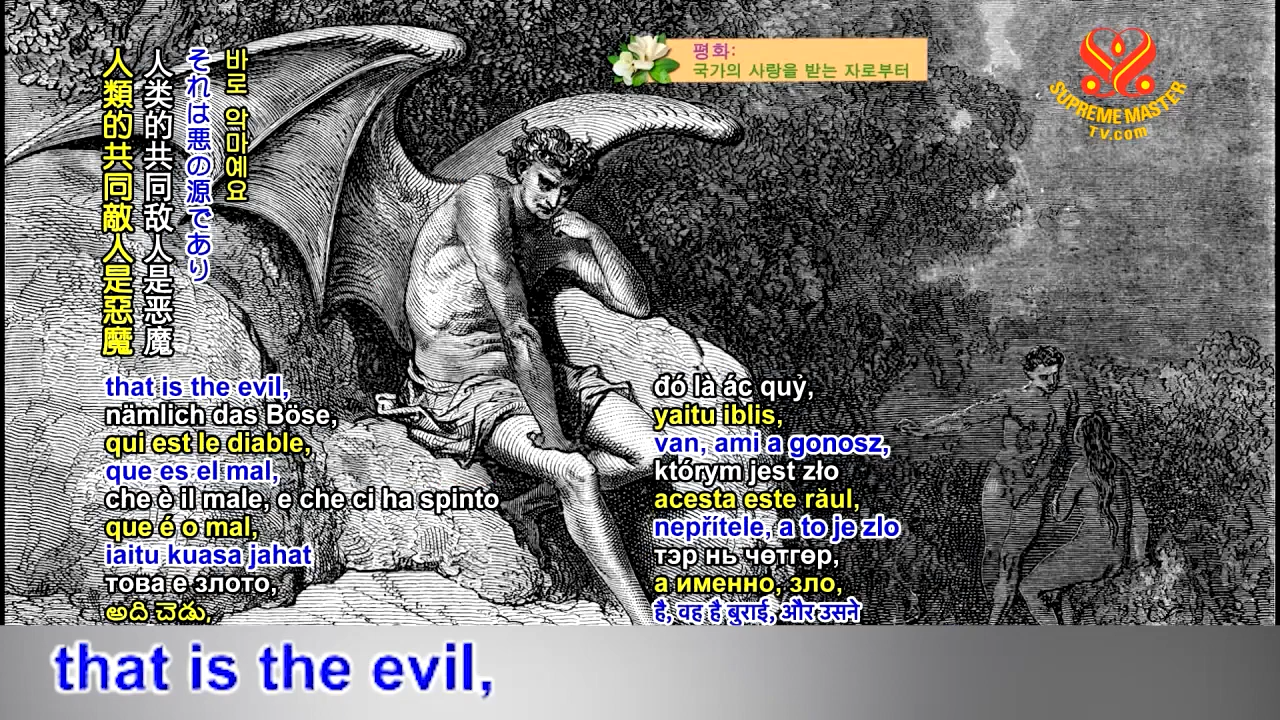 평화:
국가의 사랑을 받는 자로부터
SUPREME MASTER
TV.com
바로 악마예요
それは悪の源であり
人类的共同敌人是恶魔
人類的共同敵人是惡魔
that is the evil,
nämlich das Böse,
qui est le diable,
que es el mal,
che è il male, e che ci ha spinto
que é o mal,
iaitu kuasa jahat
това е злото,
అది చెడు,
đó là ác quỷ,
yaitu iblis,
van, ami a gonosz,
którym jest zło
acesta este răul,
nepřítele, a to je zlo
тэр нь чөтгөр,
а именно, зло,
है, वह है बुराई, और उसने
that is the evil,